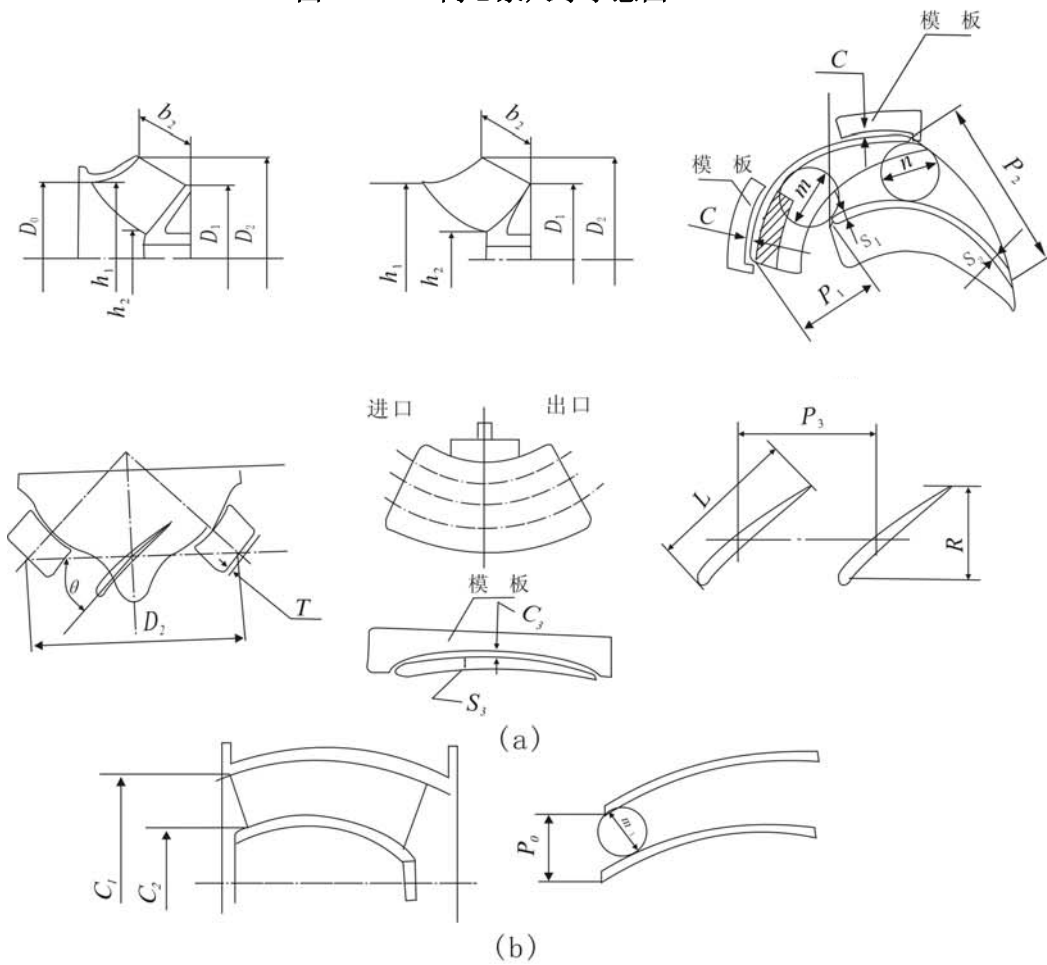 模 板
C
b₂
b₂
模 板
C
D₀
h₁
h₂
D₁
D₂
h₁
h₂
D₁
D₂
m
n
P₂
S₁
S₂
P₁
进口
出口
P₃
L
R
θ
T
D₂
模 板
C₃
S₃
(a)
C₁
C₂
P₀
(b)